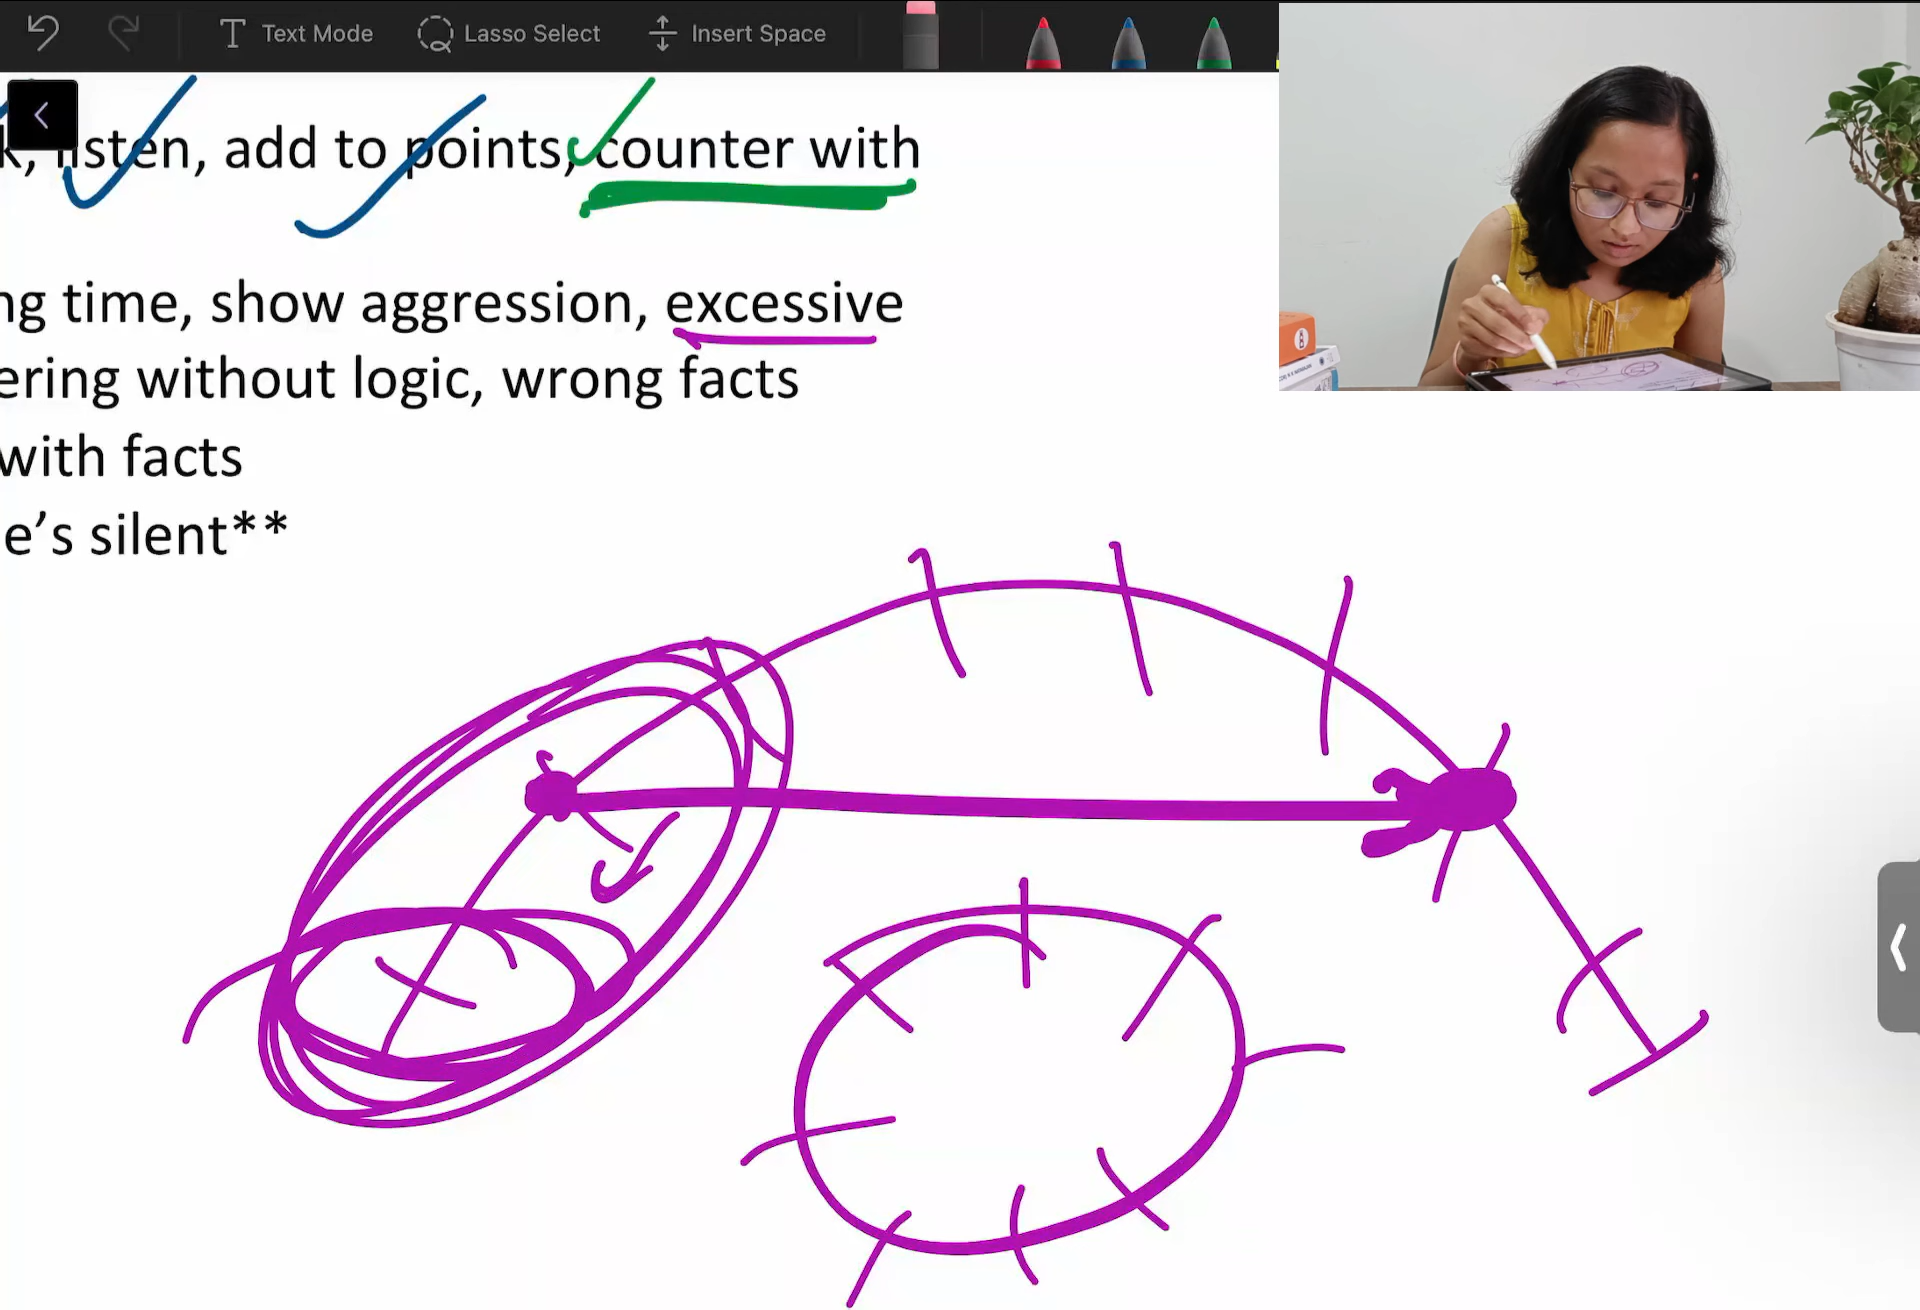 Text Mode Lasso Select Insert Space
listen, add to points, counter with
ng time, show aggression, excessive
ering without logic, wrong facts
with facts
e's silent**